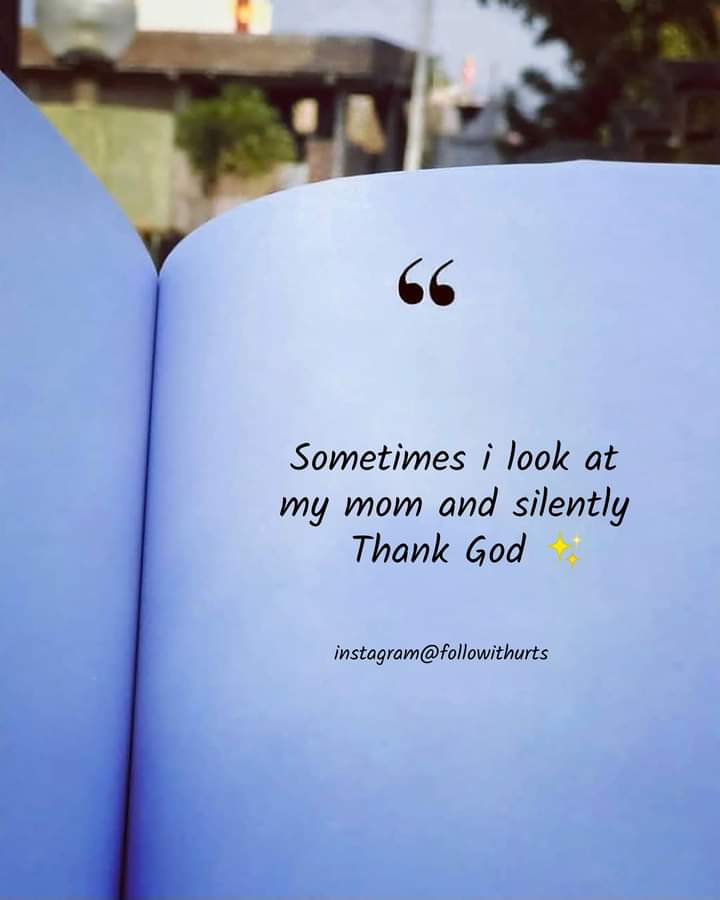 “
Sometimes i look at
my mom and silently
Thank God ✨
instagram@followithurts